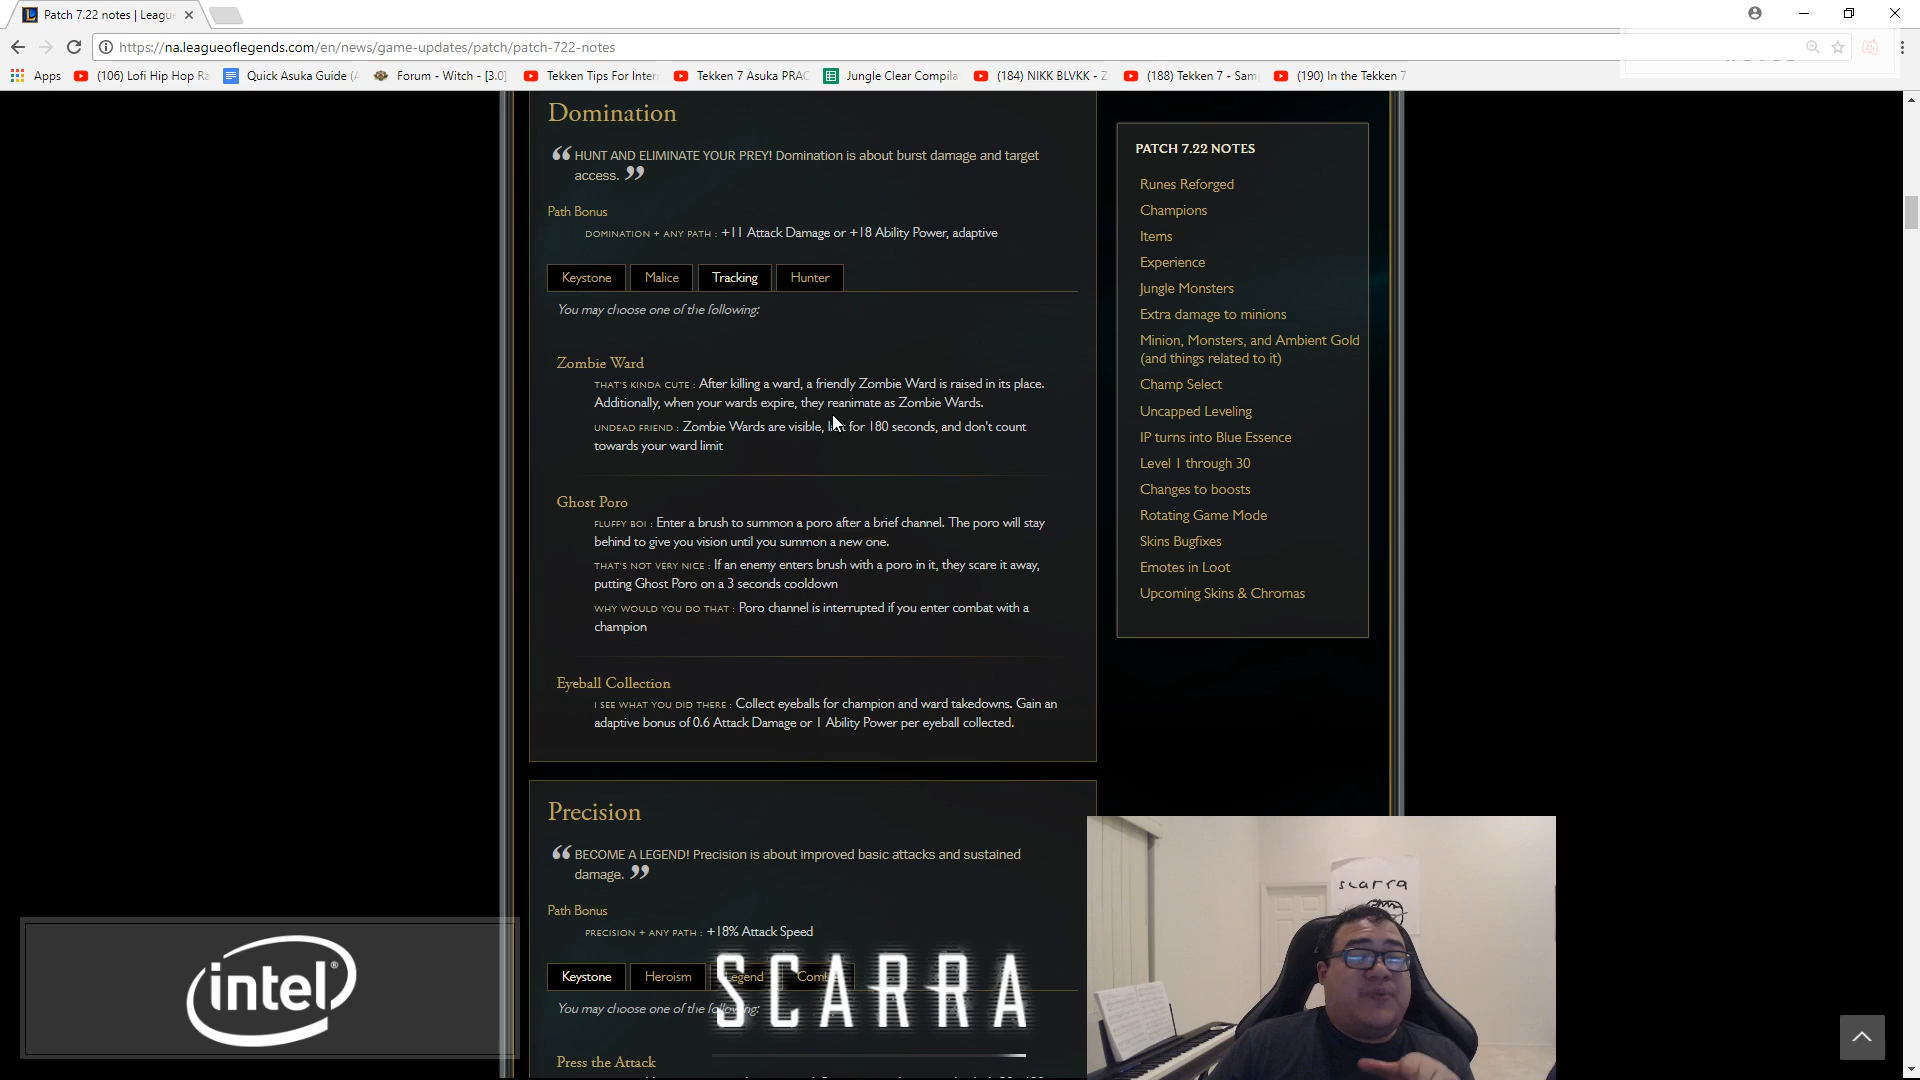 Patch 7.22 notes | Leagu
https://na.leagueoflegends.com/en/news/game-updates/patch/patch-722-notes
Apps (106) Lofi Hip Hop Ra Quick Asuka Guide (A Forum - Witch - [3.0] Tekken Tips For Inter Tekken 7 Asuka PRAC Jungle Clear Compila (184) NIKK BLVKK - Z (188) Tekken 7 - Sam (190) In the Tekken 7
Domination
“ HUNT AND ELIMINATE YOUR PREY! Domination is about burst damage and target
access. ”
Path Bonus
DOMINATION + ANY PATH : +11 Attack Damage or +18 Ability Power, adaptive
Keystone Malice Tracking Hunter
You may choose one of the following:
Zombie Ward
THAT'S KINDA CUTE : After killing a ward, a friendly Zombie Ward is raised in its place.
Additionally, when your wards expire, they reanimate as Zombie Wards.
UNDEAD FRIEND : Zombie Wards are visible, last for 180 seconds, and don't count
towards your ward limit
Ghost Poro
FLUFFY BOI : Enter a brush to summon a poro after a brief channel. The poro will stay
behind to give you vision until you summon a new one.
THAT'S NOT VERY NICE : If an enemy enters brush with a poro in it, they scare it away,
putting Ghost Poro on a 3 seconds cooldown
WHY WOULD YOU DO THAT : Poro channel is interrupted if you enter combat with a
champion
Eyeball Collection
I SEE WHAT YOU DID THERE : Collect eyeballs for champion and ward takedowns. Gain an
adaptive bonus of 0.6 Attack Damage or 1 Ability Power per eyeball collected.
Precision
“ BECOME A LEGEND! Precision is about improved basic attacks and sustained
damage. ”
Path Bonus
PRECISION + ANY PATH : +18% Attack Speed
Keystone Heroism Legend Comb
You may choose one of the following:
Press the Attack
PATCH 7.22 NOTES
Runes Reforged
Champions
Items
Experience
Jungle Monsters
Extra damage to minions
Minion, Monsters, and Ambient Gold
(and things related to it)
Champ Select
Uncapped Leveling
IP turns into Blue Essence
Level 1 through 30
Changes to boosts
Rotating Game Mode
Skins Bugfixes
Emotes in Loot
Upcoming Skins & Chromas
intel®
SCARRA
scarra